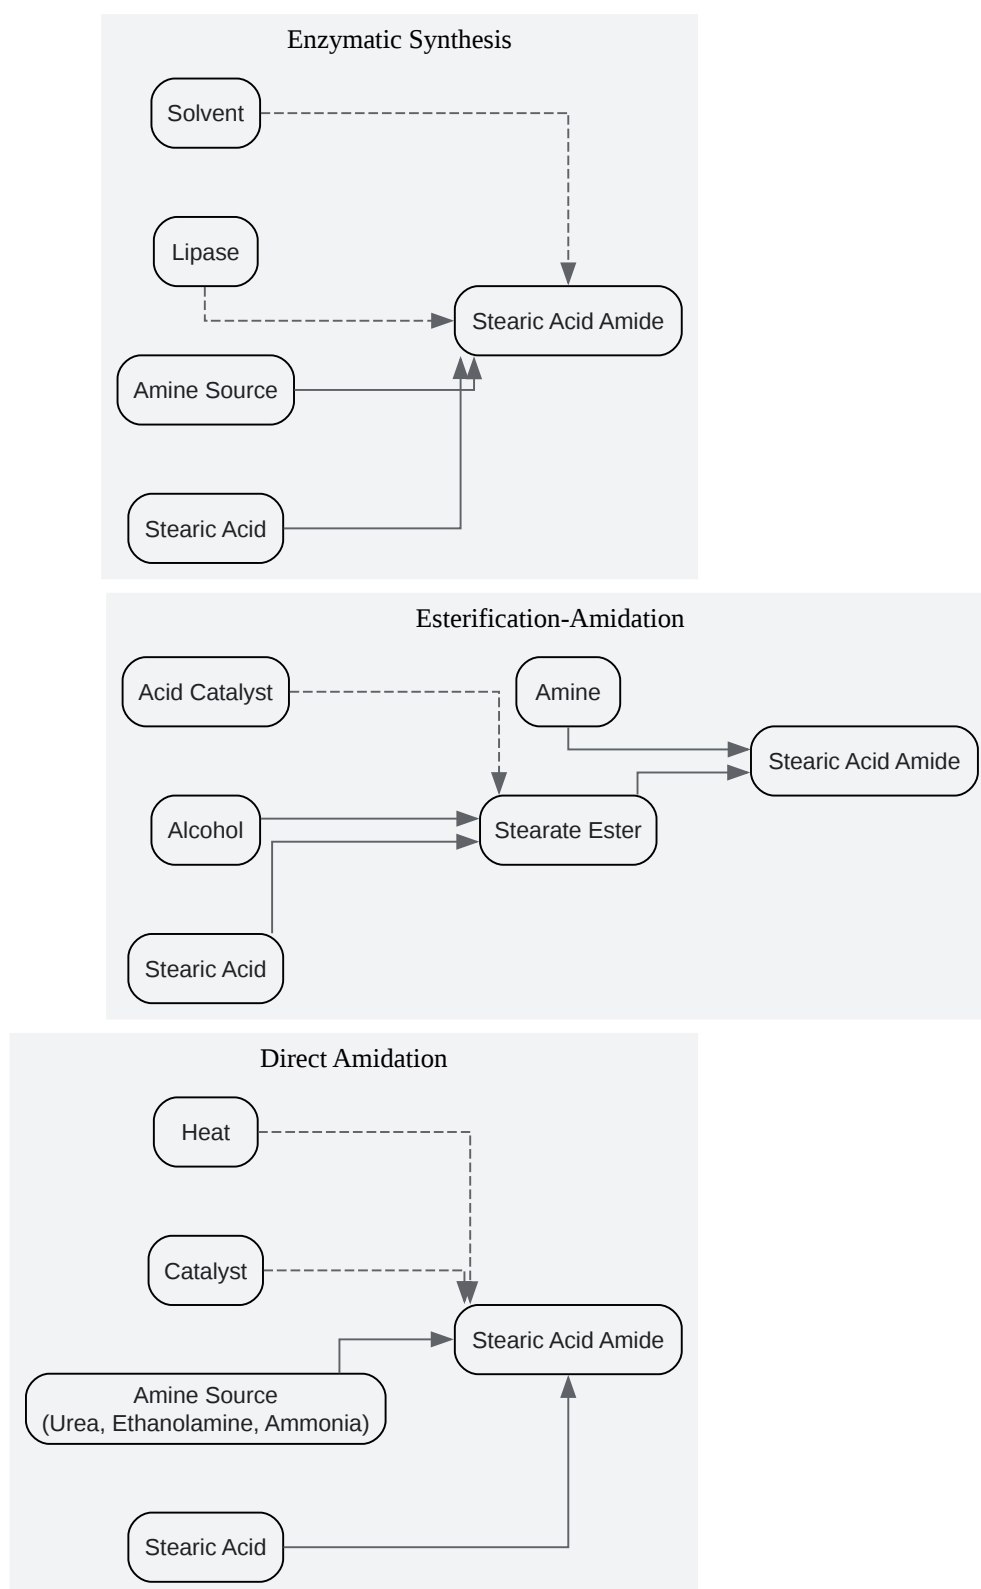 Enzymatic Synthesis
Solvent
Lipase
Stearic Acid Amide
Amine Source
Stearic Acid
Esterification-Amidation
Acid Catalyst
Amine
Stearic Acid Amide
Alcohol
Stearate Ester
Stearic Acid
Direct Amidation
Heat
Catalyst
Stearic Acid Amide
Amine Source
(Urea, Ethanolamine, Ammonia)
Stearic Acid